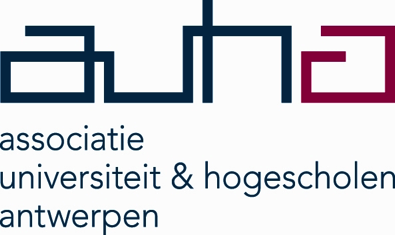 auha
associatie
universiteit & hogescholen
antwerpen